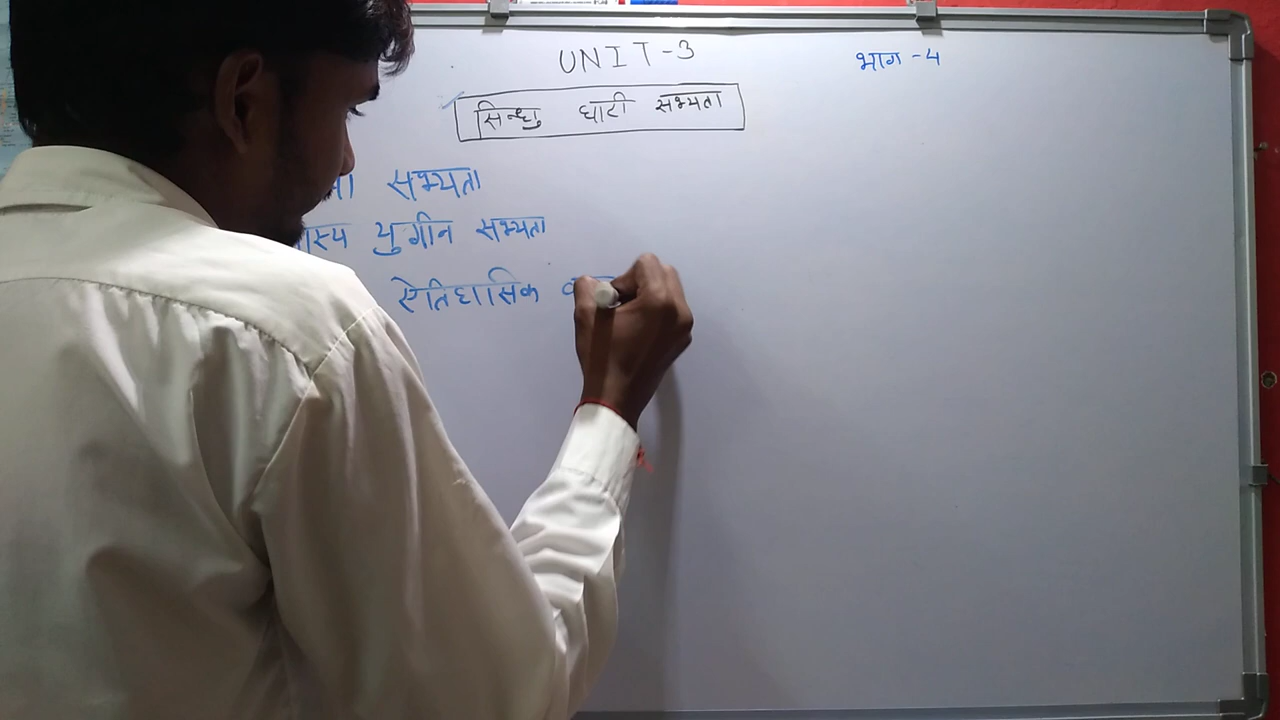 UNIT-3
भाग-4
सिन्धु घाटी सभ्यता
सभ्यता
युगीन सभ्यता
ऐतिहासिक